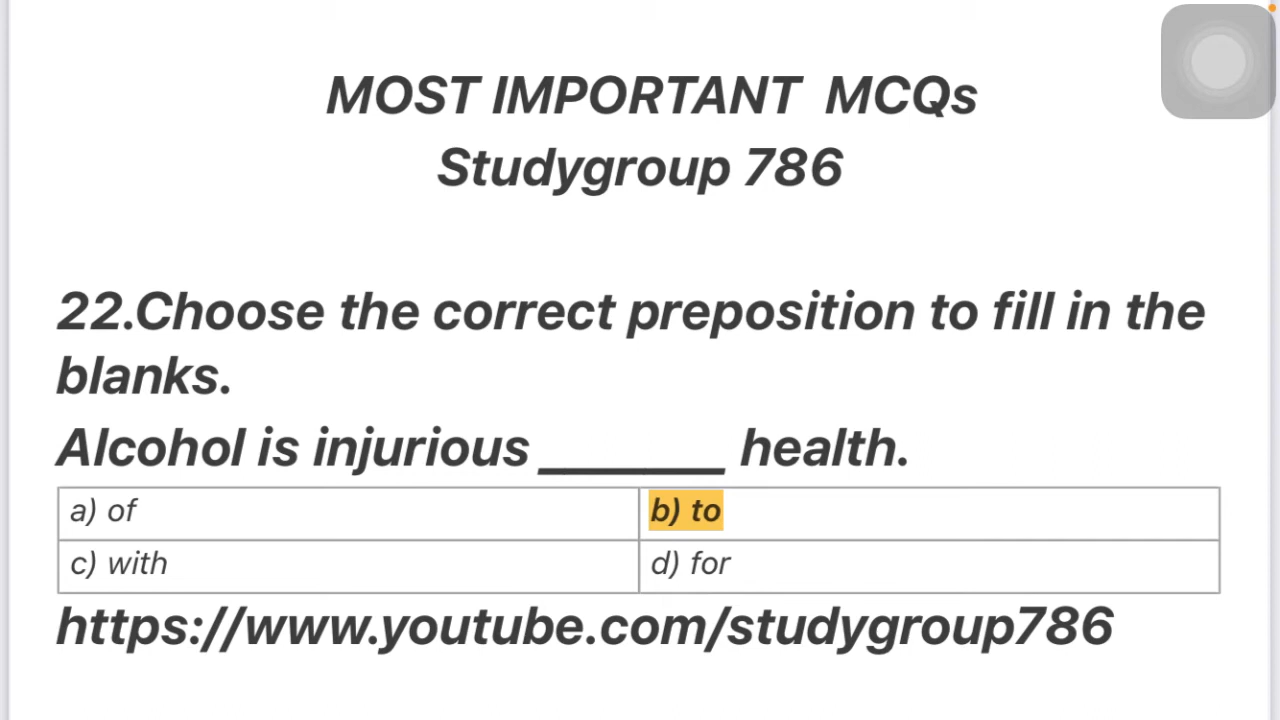 MOST IMPORTANT MCQs
Studygroup 786
22.Choose the correct preposition to fill in the
blanks.
Alcohol is injurious _______ health.
a) of b) to
c) with d) for
https://www.youtube.com/studygroup786